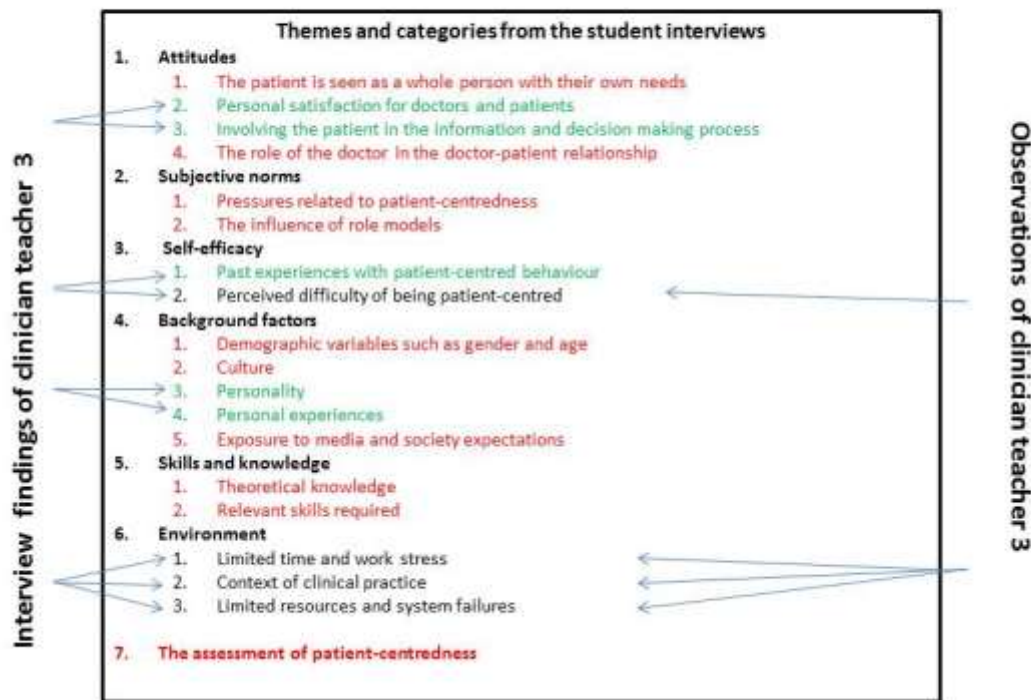 Themes and categories from the student interviews
1. Attitudes
1. The patient is seen as a whole person with their own needs
2. Personal satisfaction for doctors and patients
3. Involving the patient in the information and decision making process
4. The role of the doctor in the doctor-patient relationship
2. Subjective norms
1. Pressures related to patient-centredness
2. The influence of role models
3. Self-efficacy
1. Past experiences with patient-centred behaviour
2. Perceived difficulty of being patient-centred
4. Background factors
1. Demographic variables such as gender and age
2. Culture
3. Personality
4. Personal experiences
5. Exposure to media and society expectations
5. Skills and knowledge
1. Theoretical knowledge
2. Relevant skills required
6. Environment
1. Limited time and work stress
2. Context of clinical practice
3. Limited resources and system failures
7. The assessment of patient-centredness
Interview findings of clinician teacher 3
Observations of clinician teacher 3